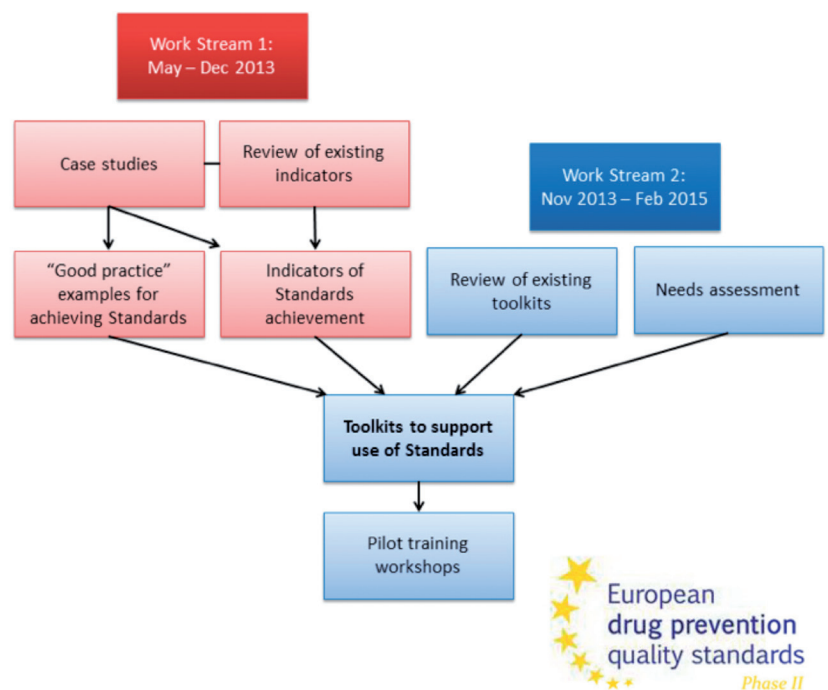 Work Stream 1:
May – Dec 2013
Case studies
Review of existing
indicators
Work Stream 2:
Nov 2013 – Feb 2015
"Good practice"
examples for
achieving Standards
Indicators of
Standards
achievement
Review of existing
toolkits
Needs assessment
Toolkits to support
use of Standards
Pilot training
workshops
European
drug prevention
quality standards
Phase II